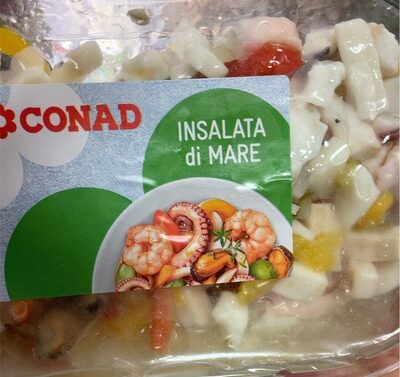 CONAD
INSALATA
di MARE